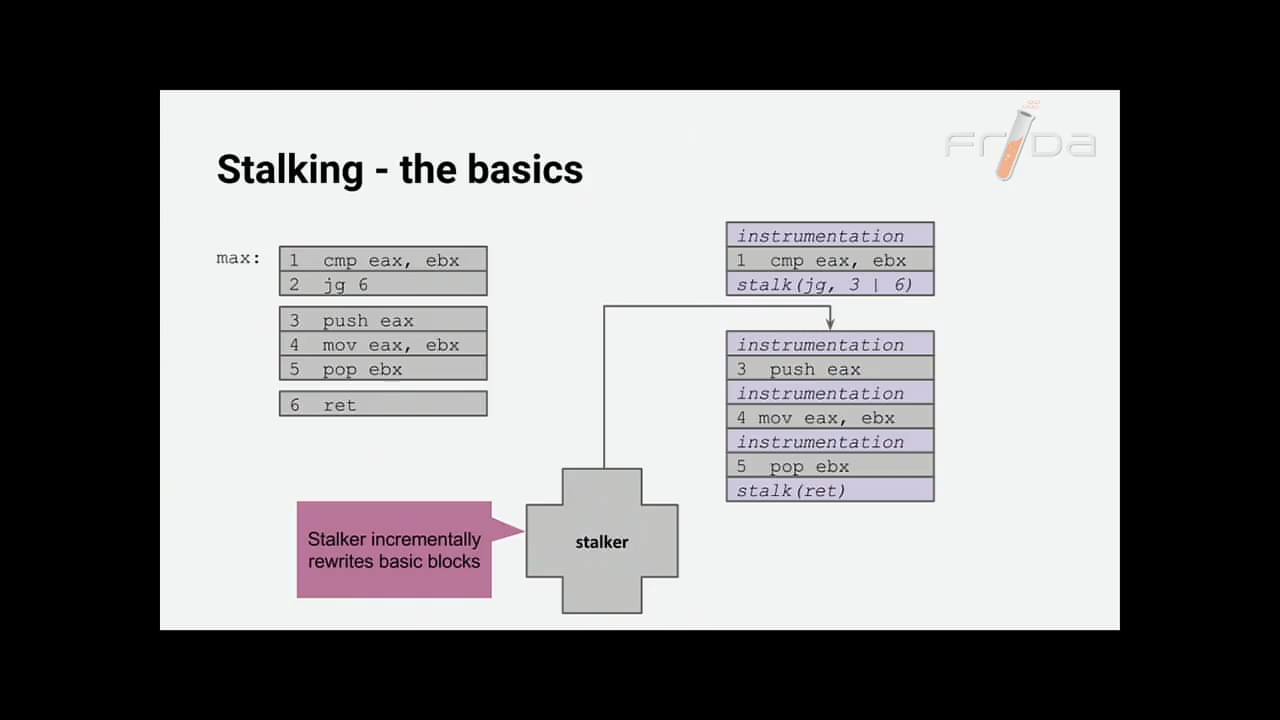 FRIDA
Stalking - the basics
max:
1 cmp eax, ebx
2 jg 6
3 push eax
4 mov eax, ebx
5 pop ebx
6 ret
instrumentation
1 cmp eax, ebx
stalk(jg, 3 | 6)
instrumentation
3 push eax
instrumentation
4 mov eax, ebx
instrumentation
5 pop ebx
stalk(ret)
Stalker incrementally
rewrites basic blocks
stalker